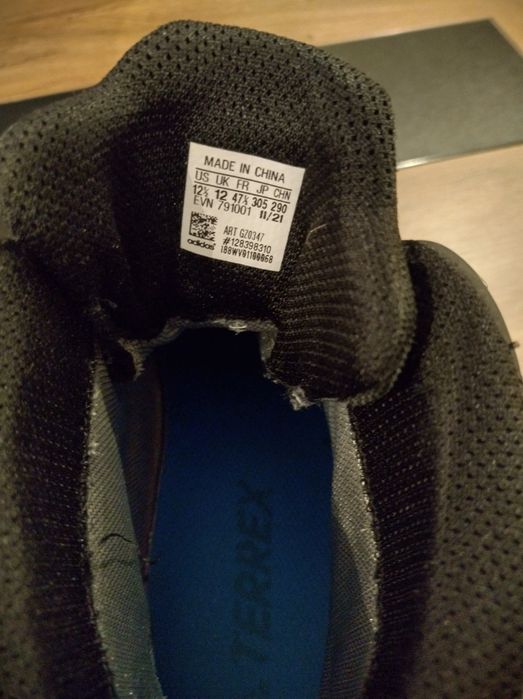 MADE IN CHINA
US UK FR JP CHN
12½ 12 47⅓ 305 290
EVN 791001 11/21
ART GZ0347
#128398310
adidas
TERREX